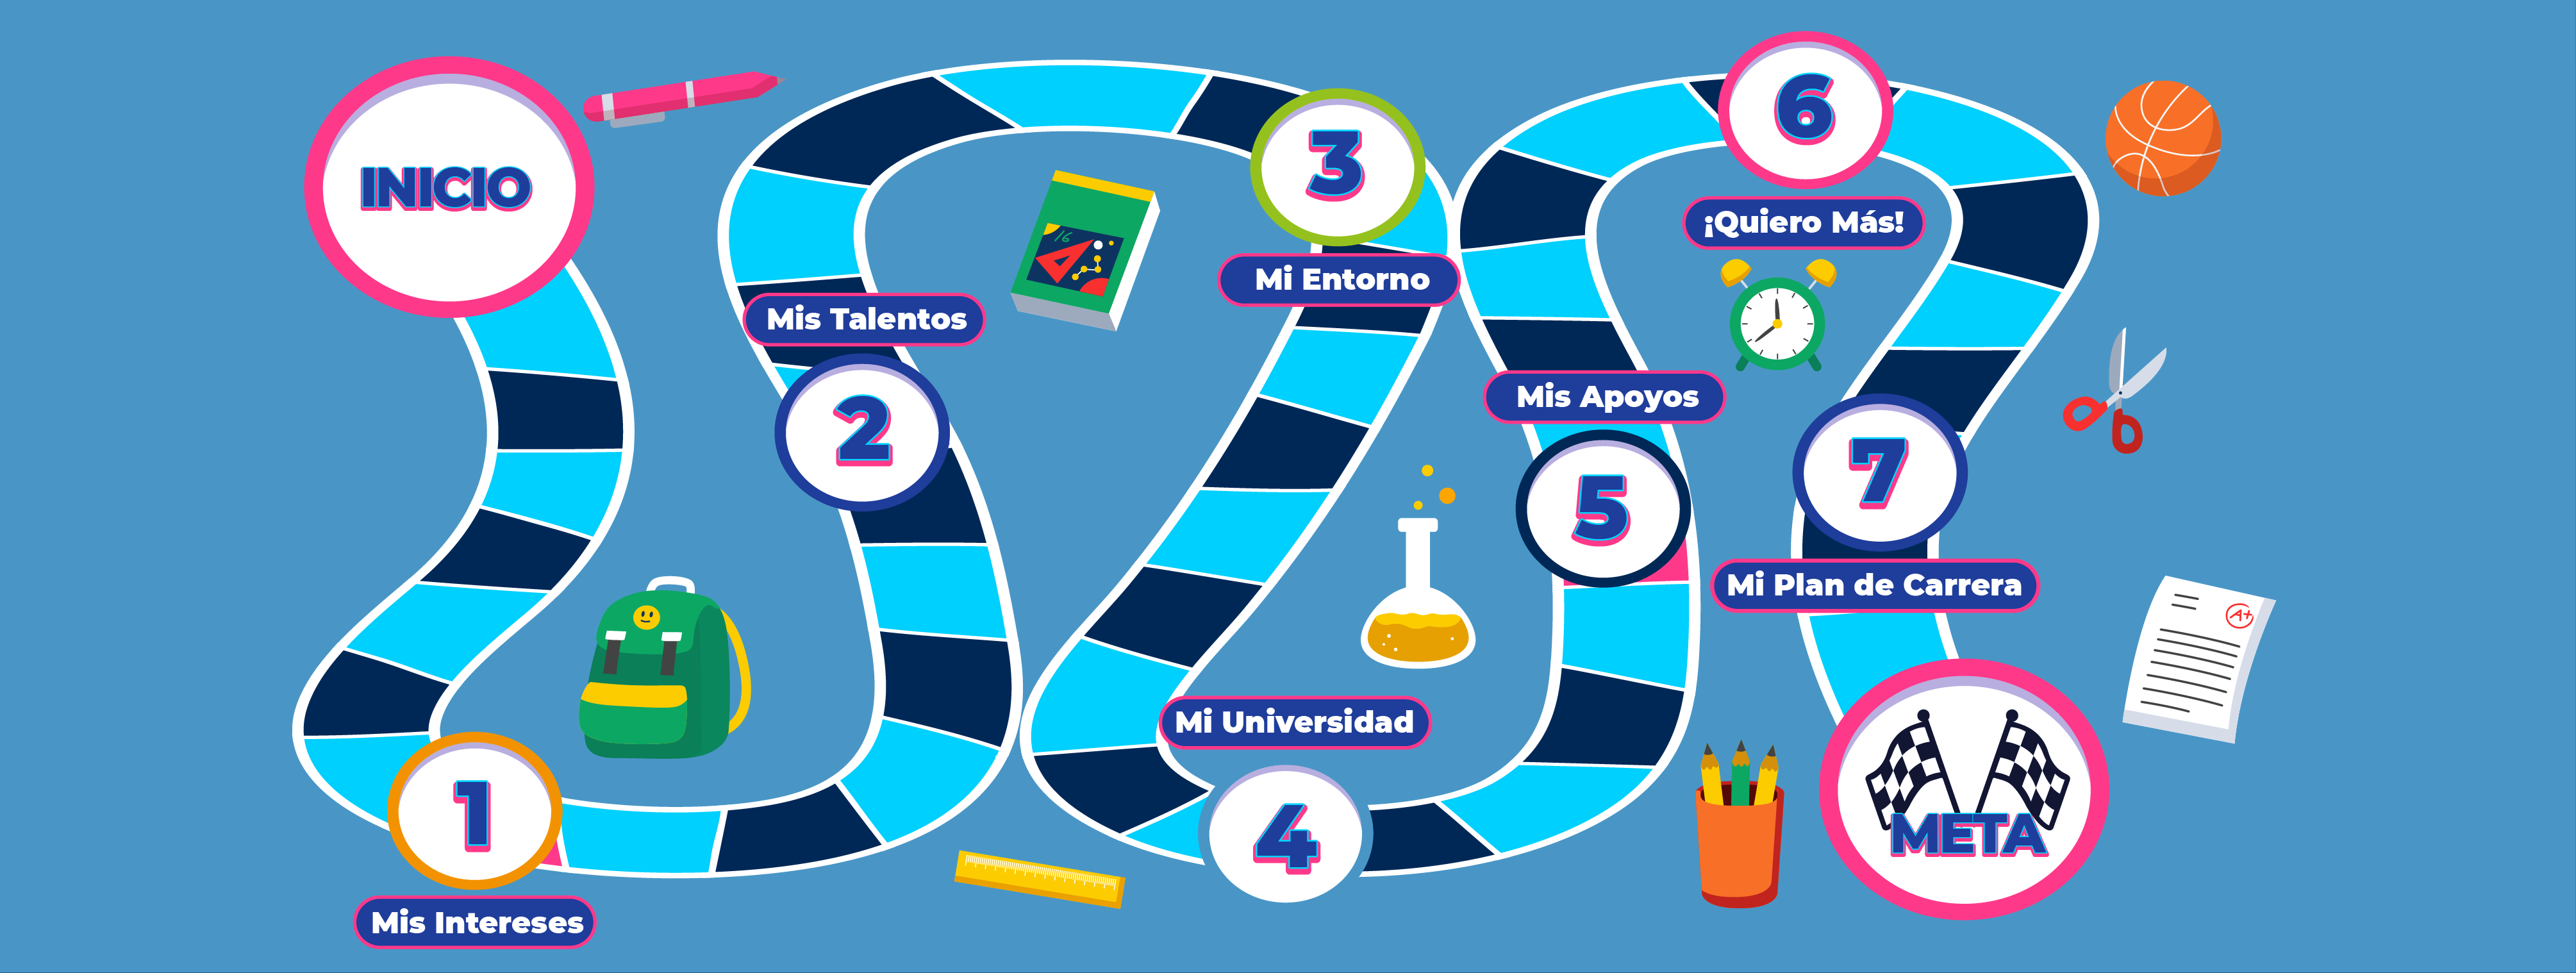 INICIO
1
Mis Intereses
Mis Talentos
2
3
Mi Entorno
Mi Universidad
4
Mis Apoyos
5
6
¡Quiero Más!
7
Mi Plan de Carrera
META
A+